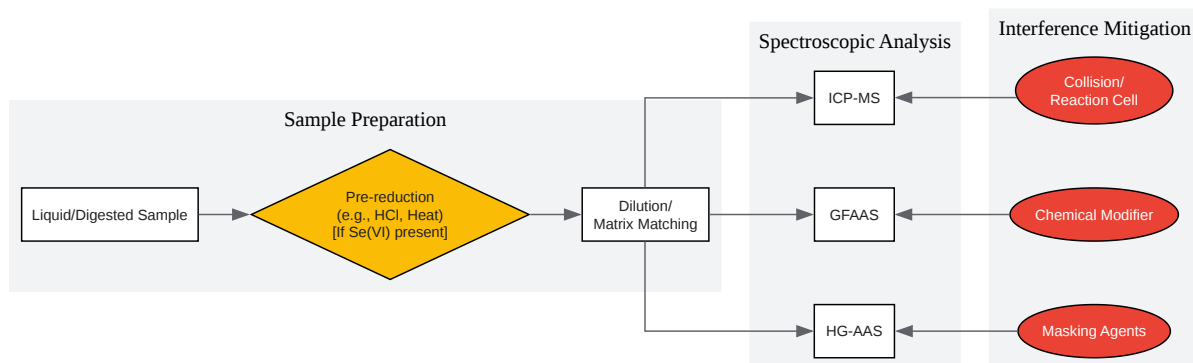 Sample Preparation
Liquid/Digested Sample
Pre-reduction
(e.g., HCl, Heat)
[If Se(VI) present]
Dilution/
Matrix Matching
Spectroscopic Analysis
ICP-MS
GFAAS
HG-AAS
Interference Mitigation
Collision/
Reaction Cell
Chemical Modifier
Masking Agents